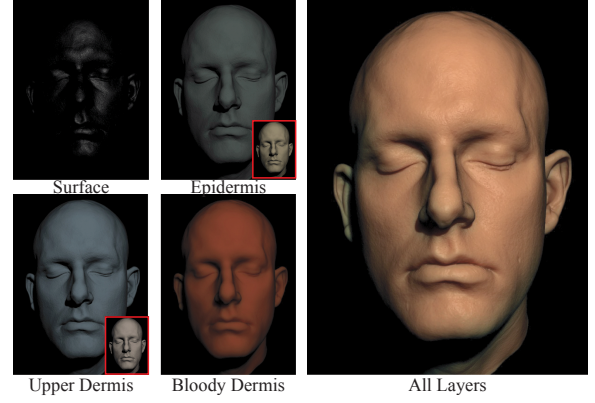 Surface
Epidermis
Upper Dermis
Bloody Dermis
All Layers